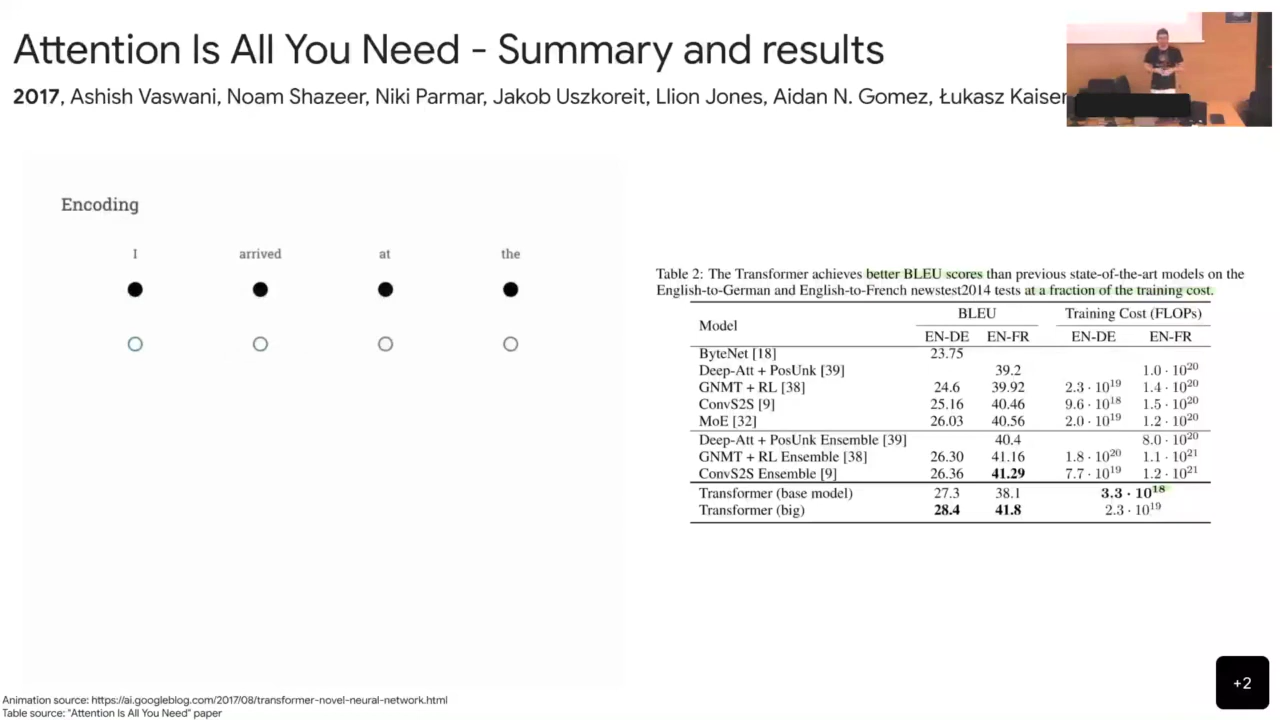 Attention Is All You Need - Summary and results
2017, Ashish Vaswani, Noam Shazeer, Niki Parmar, Jakob Uszkoreit, Llion Jones, Aidan N. Gomez, Łukasz Kaiser
Encoding
I arrived at the
Table 2: The Transformer achieves better BLEU scores than previous state-of-the-art models on the
English-to-German and English-to-French newstest2014 tests at a fraction of the training cost.
Model BLEU Training Cost (FLOPs)
EN-DE EN-FR EN-DE EN-FR
ByteNet [18] 23.75
Deep-Att + PosUnk [39] 39.2 1.0 · 10²⁰
GNMT + RL [38] 24.6 39.92 2.3 · 10¹⁹ 1.4 · 10²⁰
ConvS2S [9] 25.16 40.46 9.6 · 10¹⁸ 1.5 · 10²⁰
MoE [32] 26.03 40.56 2.0 · 10¹⁹ 1.2 · 10²⁰
Deep-Att + PosUnk Ensemble [39] 40.4 8.0 · 10²⁰
GNMT + RL Ensemble [38] 26.30 41.16 1.8 · 10²⁰ 1.1 · 10²¹
ConvS2S Ensemble [9] 26.36 41.29 7.7 · 10¹⁹ 1.2 · 10²¹
Transformer (base model) 27.3 38.1 3.3 · 10¹⁸
Transformer (big) 28.4 41.8 2.3 · 10¹⁹
+2
Animation source: https://ai.googleblog.com/2017/08/transformer-novel-neural-network.html
Table source: "Attention Is All You Need" paper